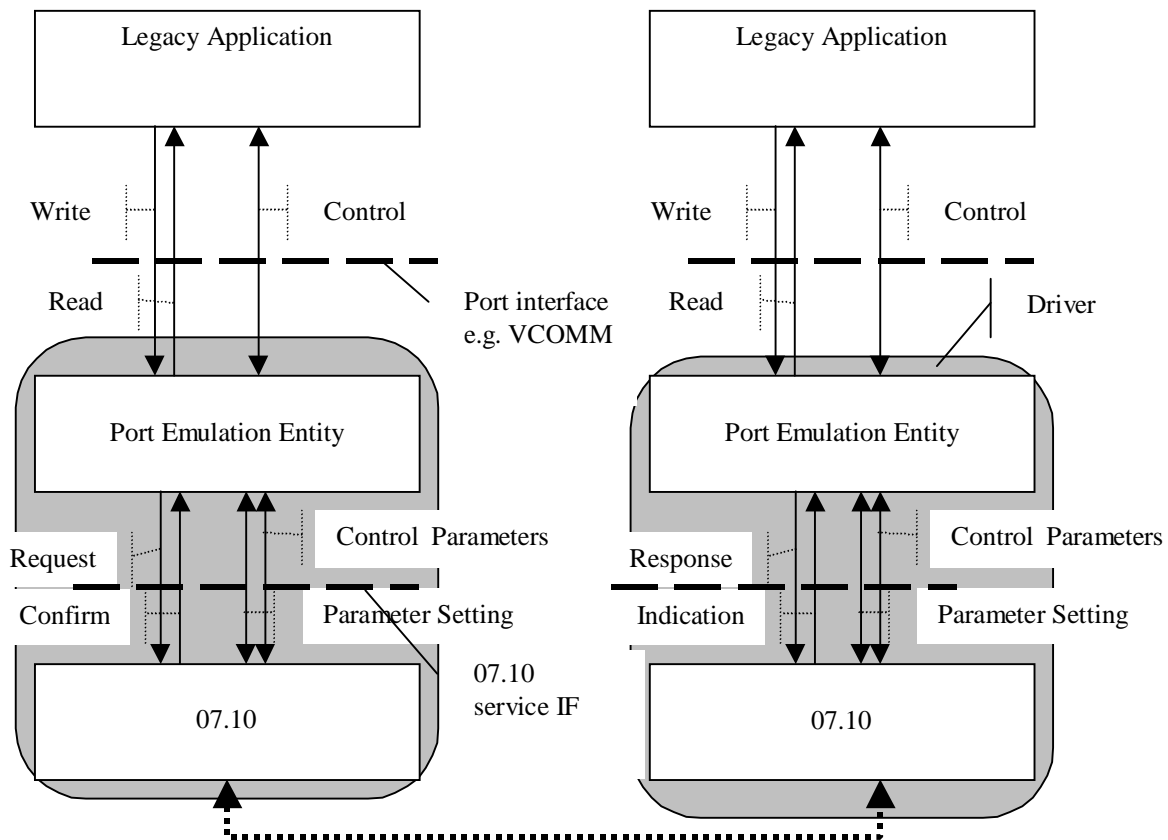 Legacy Application
Legacy Application
Write
Control
Write
Control
Read
Port interface
e.g. VCOMM
Read
Driver
Port Emulation Entity
Port Emulation Entity
Request
Control Parameters
Response
Control Parameters
Confirm
Parameter Setting
Indication
Parameter Setting
07.10
service IF
07.10
07.10